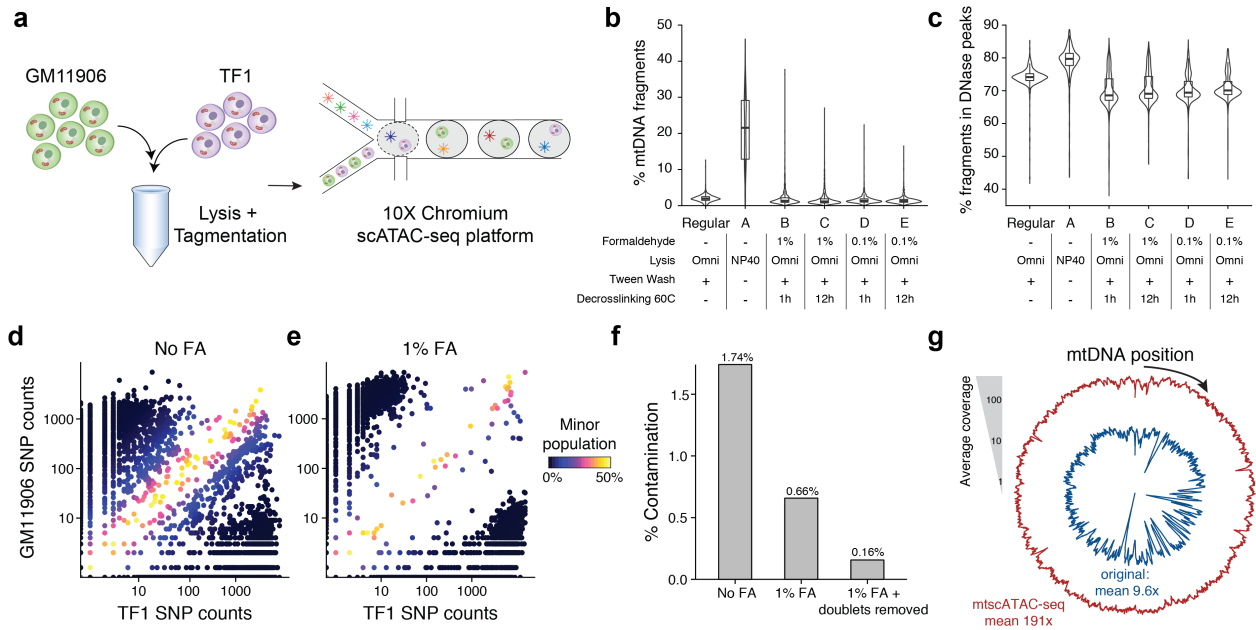 a
GM11906
TF1
Lysis +
Tagmentation
10X Chromium
scATAC-seq platform
b
% mtDNA fragments
50
40
30
20
10
0
Regular A B C D E
Formaldehyde - - 1% 1% 0.1% 0.1%
Lysis Omni NP40 Omni Omni Omni Omni
Tween Wash + - + + + +
Decrosslinking 60C - - 1h 12h 1h 12h
c
% fragments in DNase peaks
90
80
70
60
50
40
Regular A B C D E
- - 1% 1% 0.1% 0.1%
Omni NP40 Omni Omni Omni Omni
+ - + + + +
- - 1h 12h 1h 12h
d
No FA
GM11906 SNP counts
1000
100
10
10 100 1000
TF1 SNP counts
e
1% FA
1000
100
10
10 100 1000
TF1 SNP counts
Minor
population
0% 50%
f
% Contamination
1.5
1.0
0.5
0.0
1.74%
0.66%
0.16%
No FA 1% FA 1% FA +
doublets removed
g
mtDNA position
Average coverage
100
10
1
original:
mean 9.6x
mtscATAC-seq
mean 191x